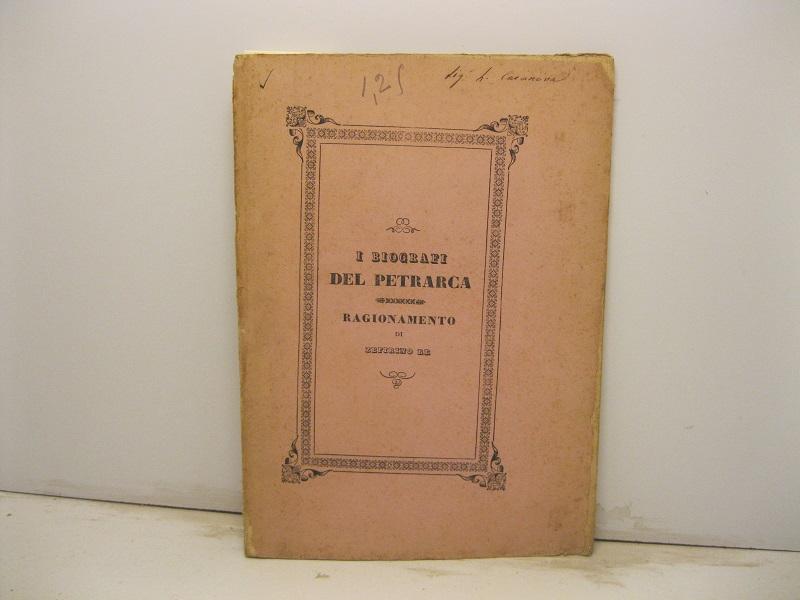 1,25
I BIOGRAFI
DEL PETRARCA
RAGIONAMENTO
DI
ZEFIRINO RE